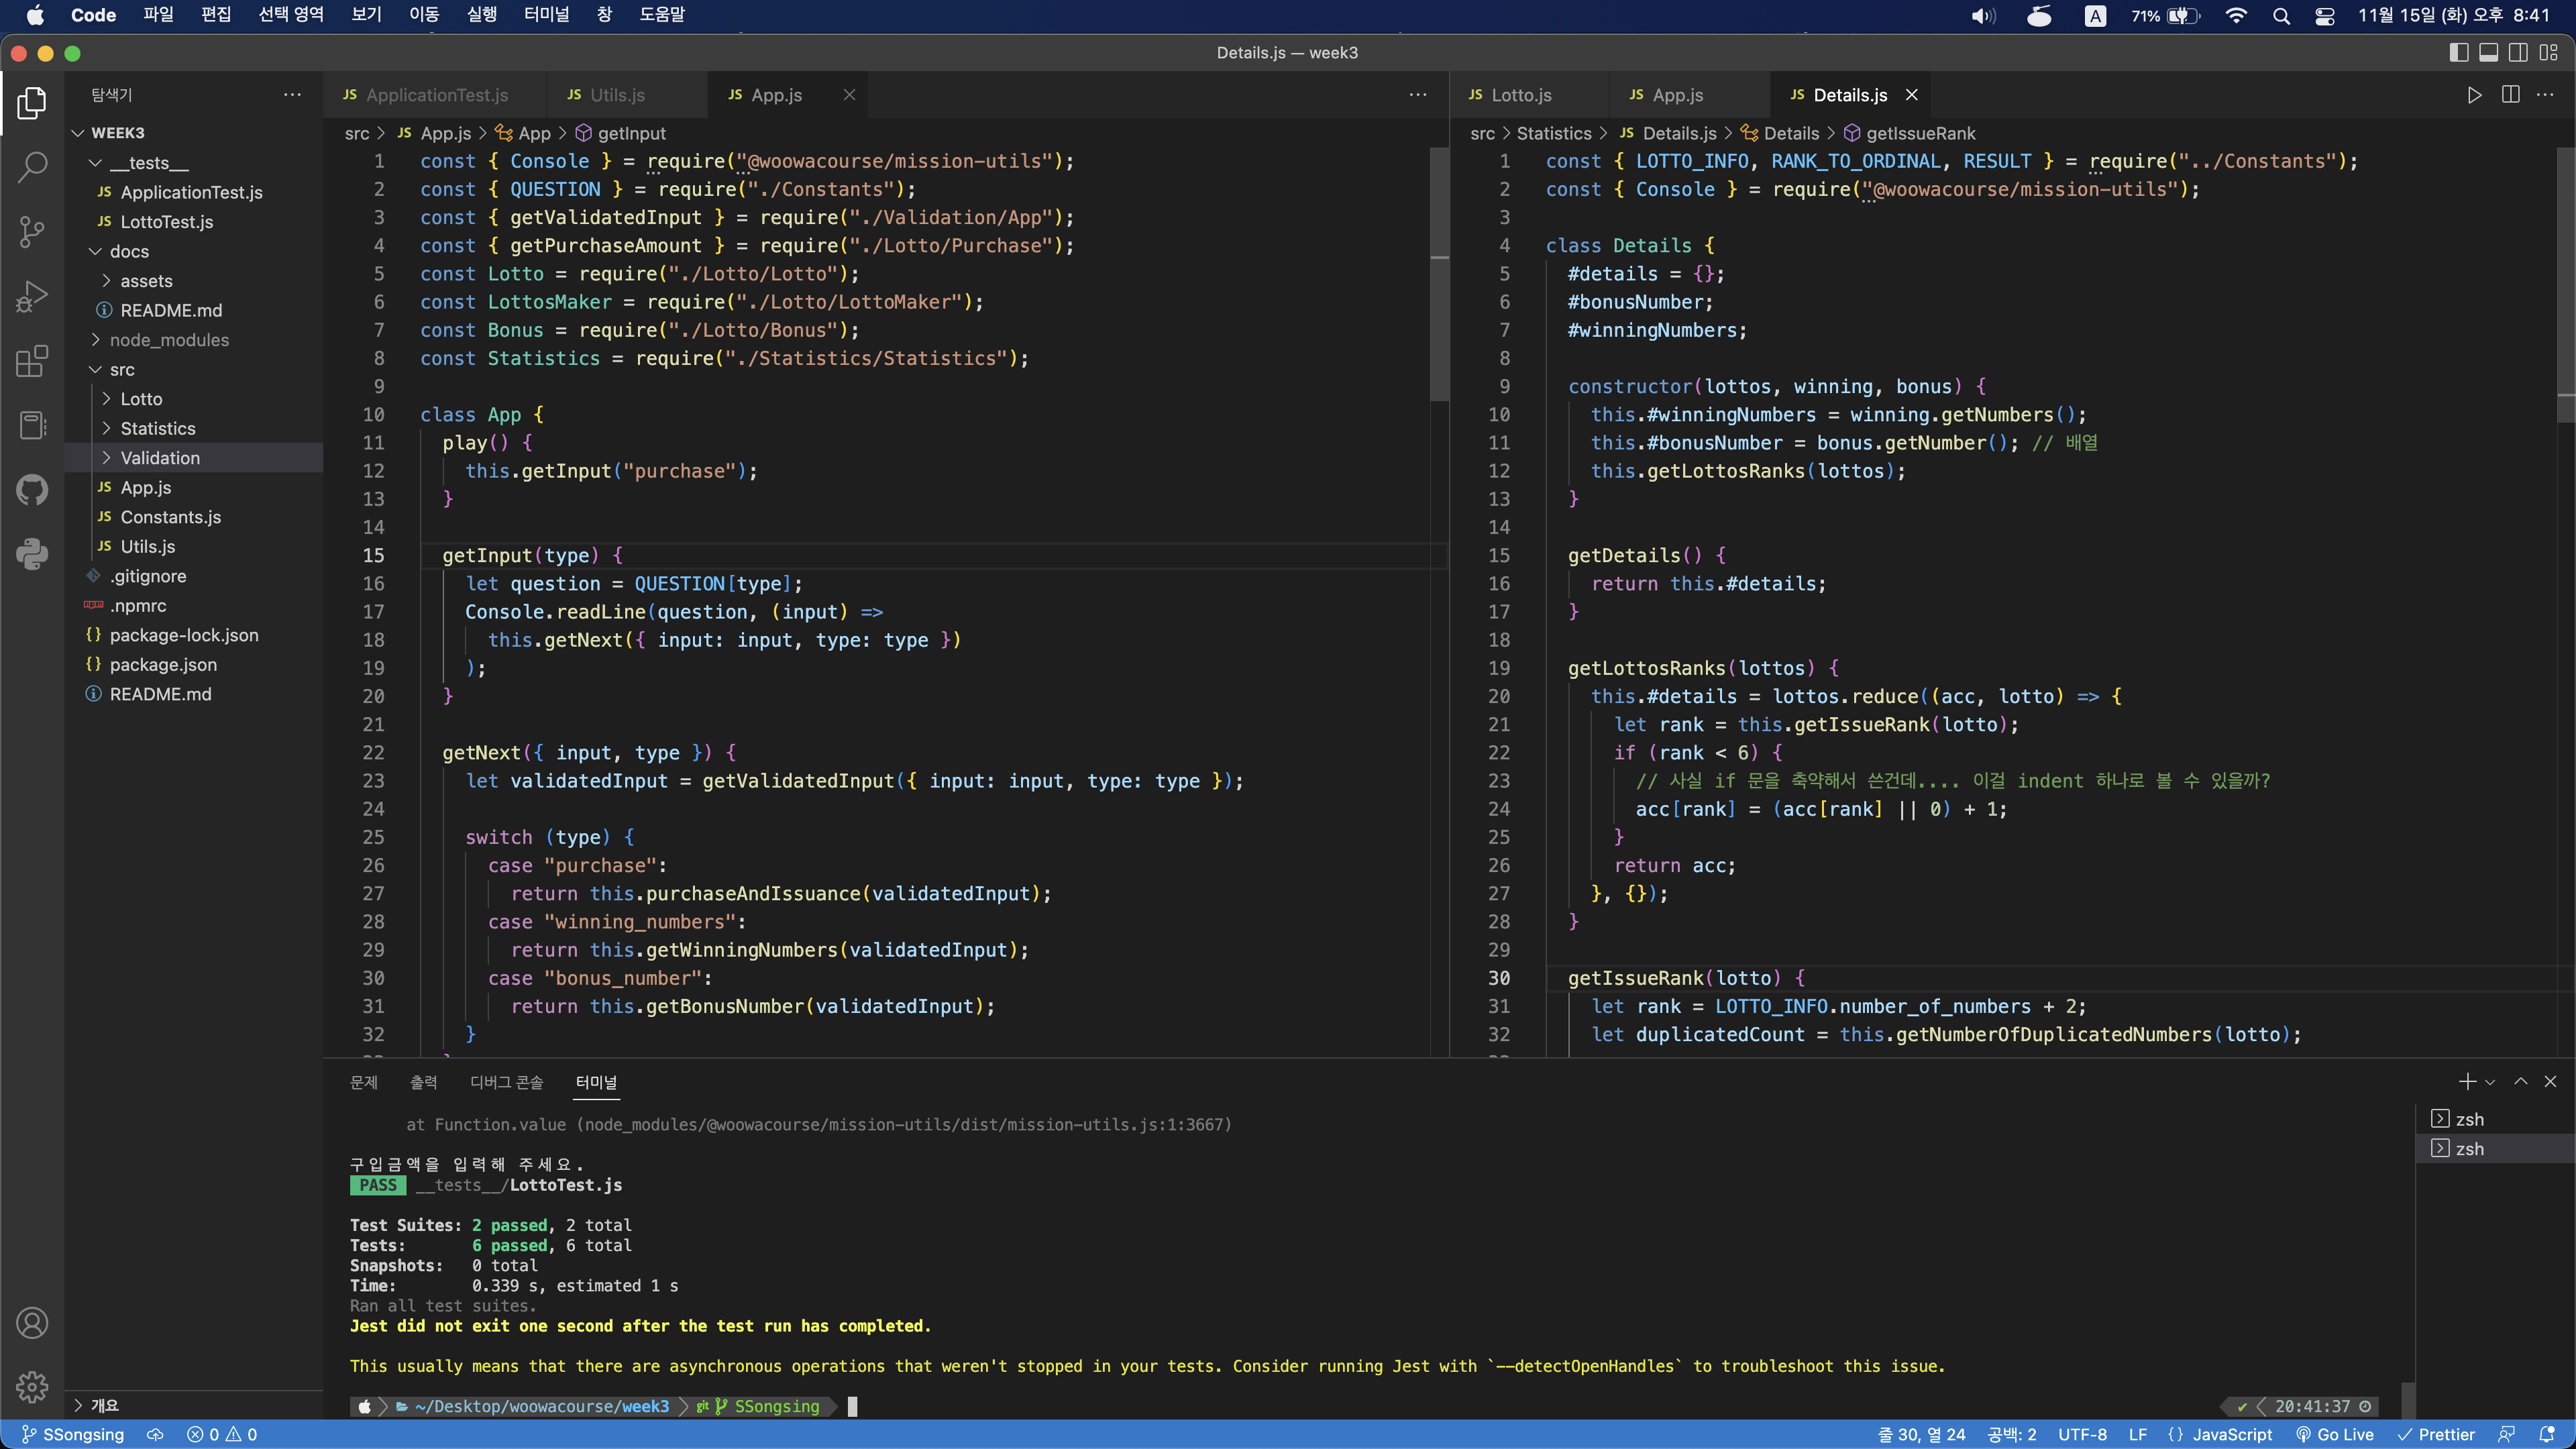 Code 파일 편집 선택 영역 보기 이동 실행 터미널 창 도움말 A 71% 11월 15일 (화) 오후 8:41
Details.js — week3
탐색기
WEEK3
__tests__
JS ApplicationTest.js
JS LottoTest.js
docs
assets
README.md
node_modules
src
Lotto
Statistics
Validation
JS App.js
JS Constants.js
JS Utils.js
.gitignore
.npmrc
{} package-lock.json
{} package.json
README.md
개요
JS ApplicationTest.js JS Utils.js JS App.js
src > JS App.js > App > getInput
1 const { Console } = require("@woowacourse/mission-utils");
2 const { QUESTION } = require("./Constants");
3 const { getValidatedInput } = require("./Validation/App");
4 const { getPurchaseAmount } = require("./Lotto/Purchase");
5 const Lotto = require("./Lotto/Lotto");
6 const LottosMaker = require("./Lotto/LottoMaker");
7 const Bonus = require("./Lotto/Bonus");
8 const Statistics = require("./Statistics/Statistics");
9
10 class App {
11 play() {
12 this.getInput("purchase");
13 }
14
15 getInput(type) {
16 let question = QUESTION[type];
17 Console.readLine(question, (input) =>
18 this.getNext({ input: input, type: type })
19 );
20 }
21
22 getNext({ input, type }) {
23 let validatedInput = getValidatedInput({ input: input, type: type });
24
25 switch (type) {
26 case "purchase":
27 return this.purchaseAndIssuance(validatedInput);
28 case "winning_numbers":
29 return this.getWinningNumbers(validatedInput);
30 case "bonus_number":
31 return this.getBonusNumber(validatedInput);
32 }
JS Lotto.js JS App.js JS Details.js
src > Statistics > JS Details.js > Details > getIssueRank
1 const { LOTTO_INFO, RANK_TO_ORDINAL, RESULT } = require("../Constants");
2 const { Console } = require("@woowacourse/mission-utils");
3
4 class Details {
5 #details = {};
6 #bonusNumber;
7 #winningNumbers;
8
9 constructor(lottos, winning, bonus) {
10 this.#winningNumbers = winning.getNumbers();
11 this.#bonusNumber = bonus.getNumber(); // 배열
12 this.getLottosRanks(lottos);
13 }
14
15 getDetails() {
16 return this.#details;
17 }
18
19 getLottosRanks(lottos) {
20 this.#details = lottos.reduce((acc, lotto) => {
21 let rank = this.getIssueRank(lotto);
22 if (rank < 6) {
23 // 사실 if 문을 축약해서 쓴건데.... 이걸 indent 하나로 볼 수 있을까?
24 acc[rank] = (acc[rank] || 0) + 1;
25 }
26 return acc;
27 }, {});
28 }
29
30 getIssueRank(lotto) {
31 let rank = LOTTO_INFO.number_of_numbers + 2;
32 let duplicatedCount = this.getNumberOfDuplicatedNumbers(lotto);
문제 출력 디버그 콘솔 터미널
at Function.value (node_modules/@woowacourse/mission-utils/dist/mission-utils.js:1:3667)
구입금액을 입력해 주세요.
PASS __tests__/LottoTest.js
Test Suites: 2 passed, 2 total
Tests: 6 passed, 6 total
Snapshots: 0 total
Time: 0.339 s, estimated 1 s
Ran all test suites.
Jest did not exit one second after the test run has completed.
This usually means that there are asynchronous operations that weren't stopped in your tests. Consider running Jest with `--detectOpenHandles` to troubleshoot this issue.
~/Desktop/woowacourse/week3 git SSongsing ✔ 20:41:37
zsh
zsh
SSongsing 0 0 줄 30, 열 24 공백: 2 UTF-8 LF {} JavaScript Go Live Prettier